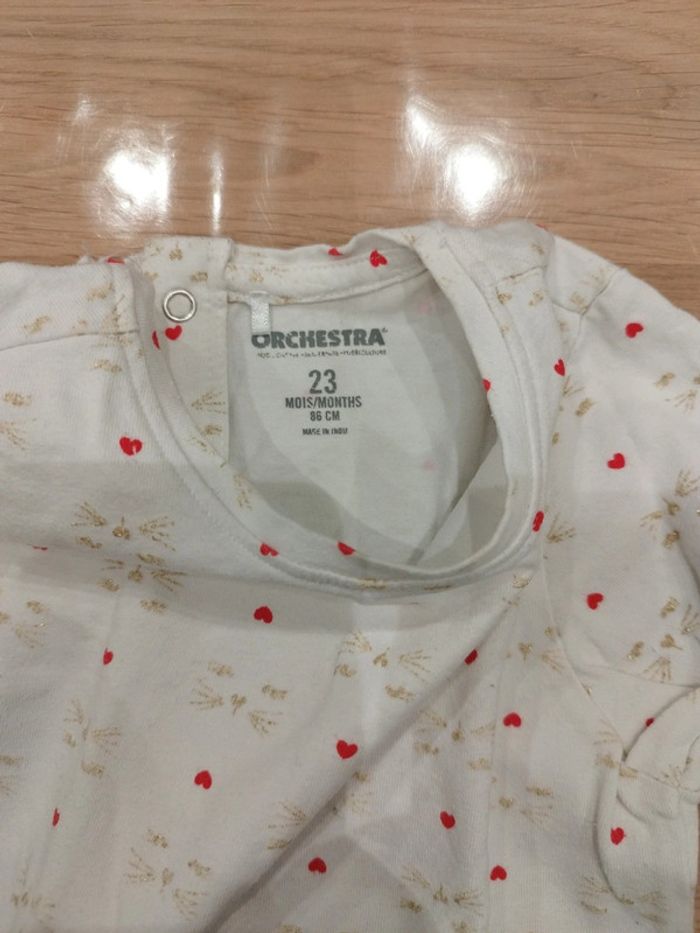 ORCHESTRA
23
MOIS/MONTHS
86 CM
MADE IN INDIA